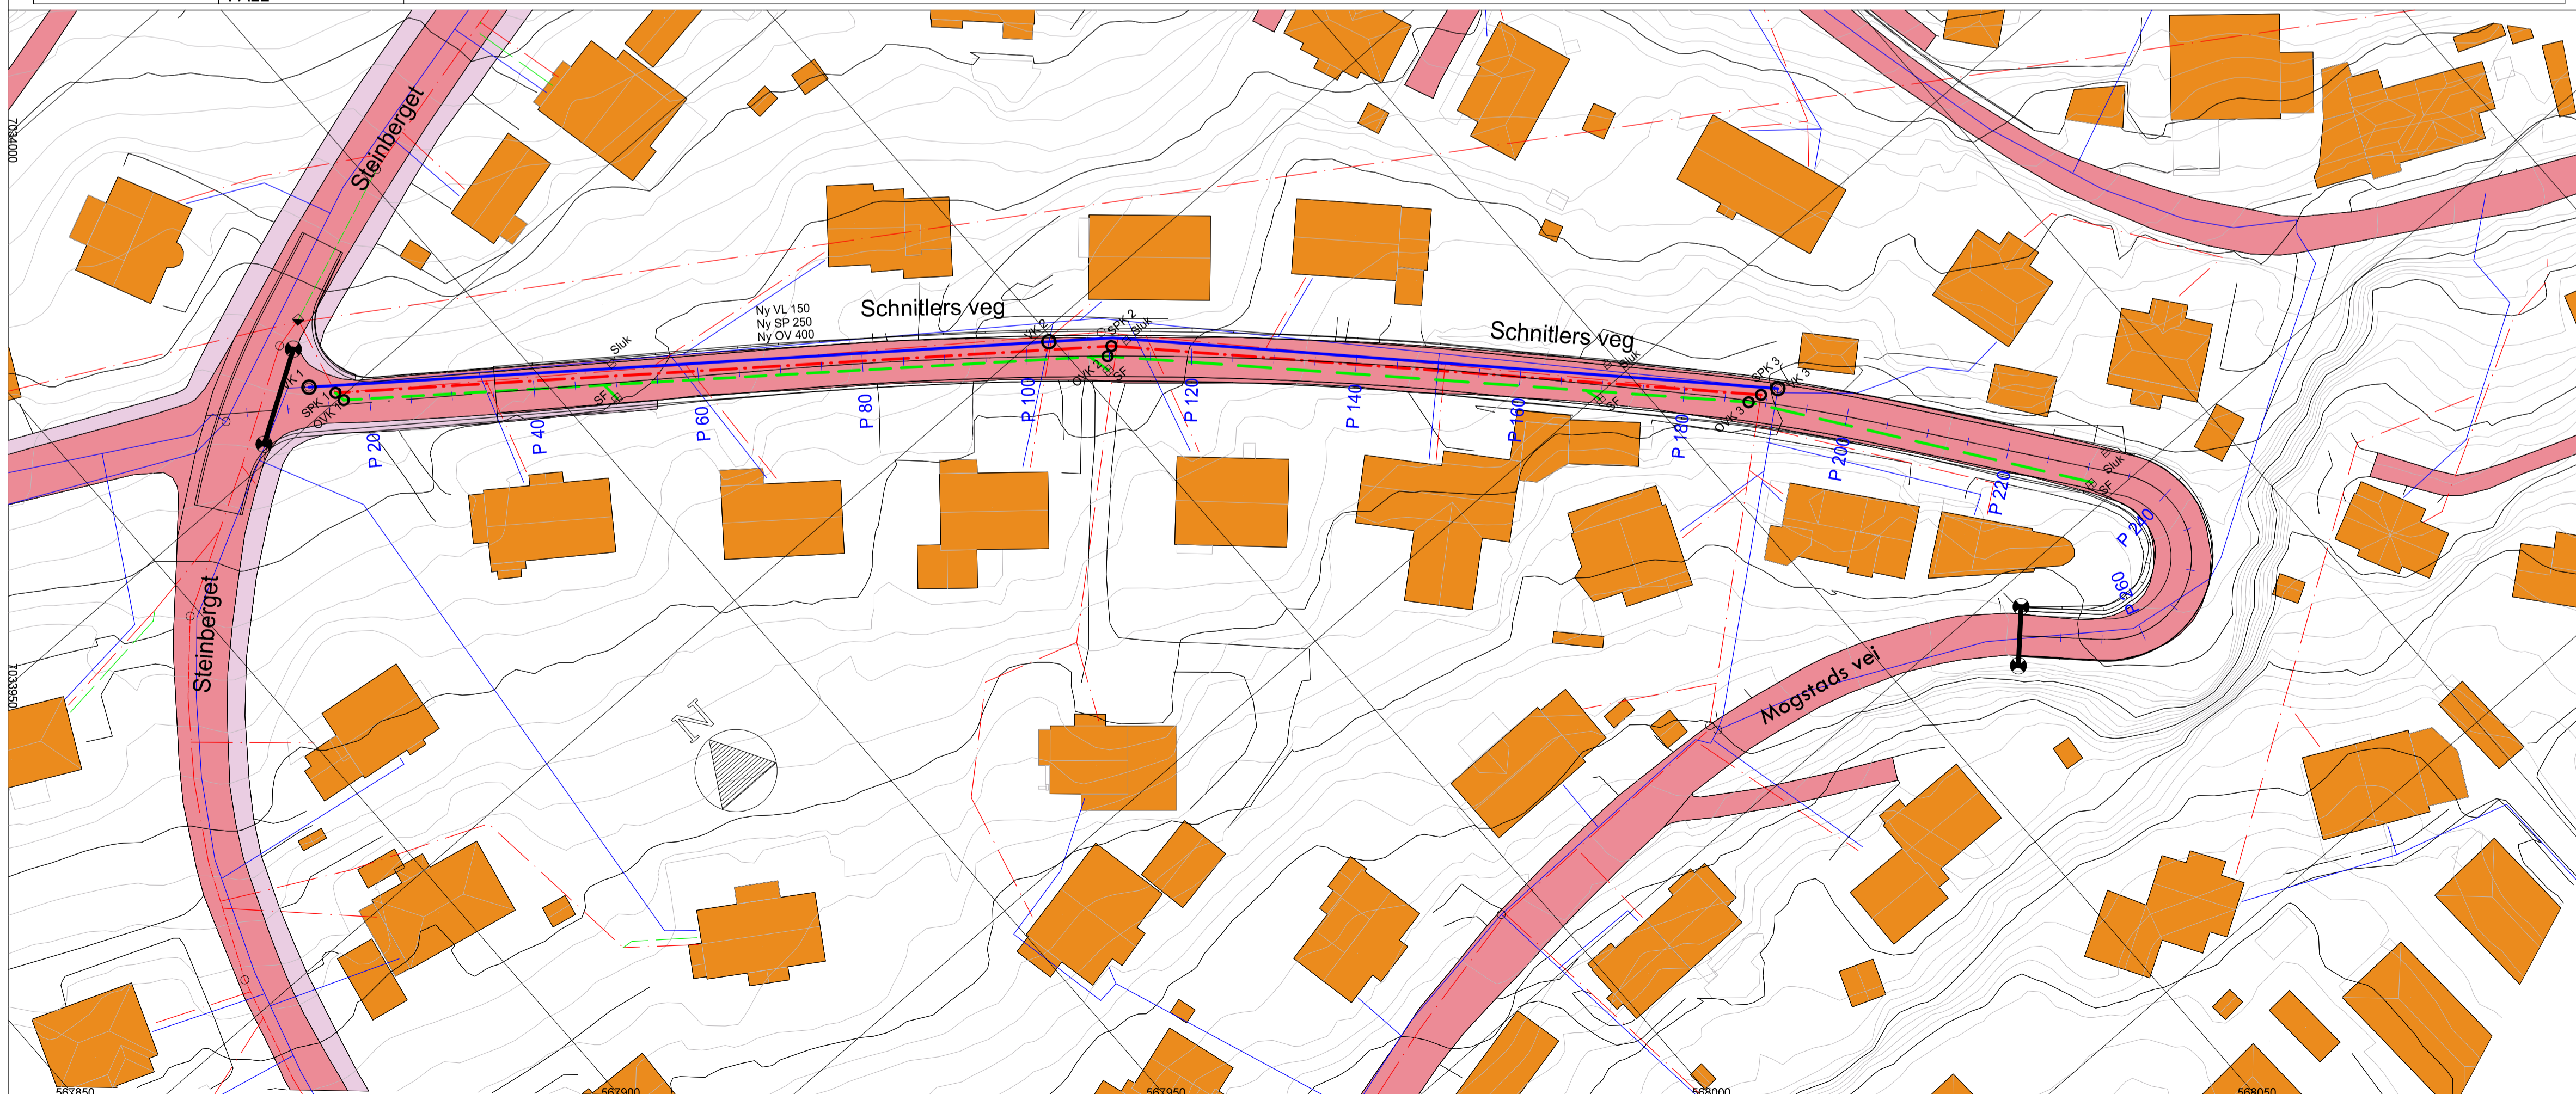 Steinberget
7034000
Ny VL 150
Ny SP 250
Ny OV 400
Schnitlers veg
Schnitlers veg
Sluk
VK 2
SPK 2
Sluk
Sluk
SPK 3
VK 3
VK 1
SPK 1
OVK 1
SF
OVK 2
SF
SF
OVK 3
Sluk
SF
P 20
P 40
P 60
P 80
P 100
P 120
P 140
P 160
P 180
P 200
P 220
P 240
P 260
Steinberget
7033950
N
Mogstads vei
567850
567900
567950
568000
568050